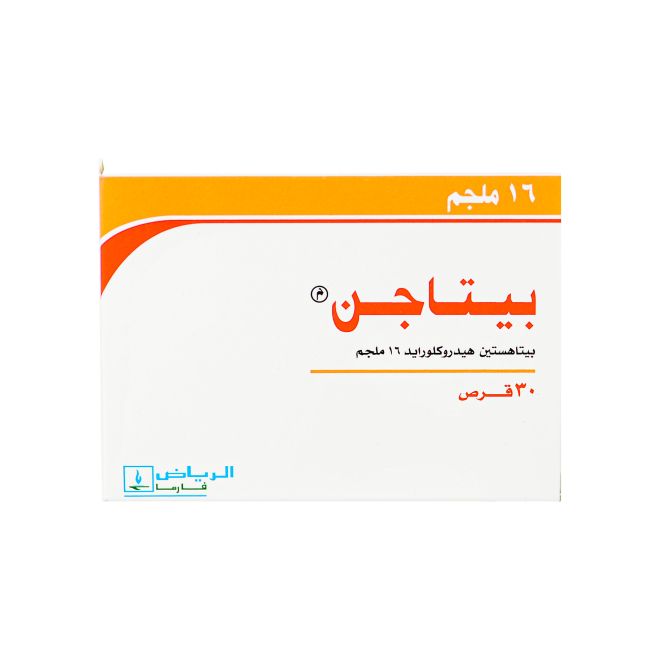 ١٦ ملجم
بيتاجن
بيتاهستين هيدروكلورايد ١٦ ملجم
٣٠ قرص
الرياض
فارما